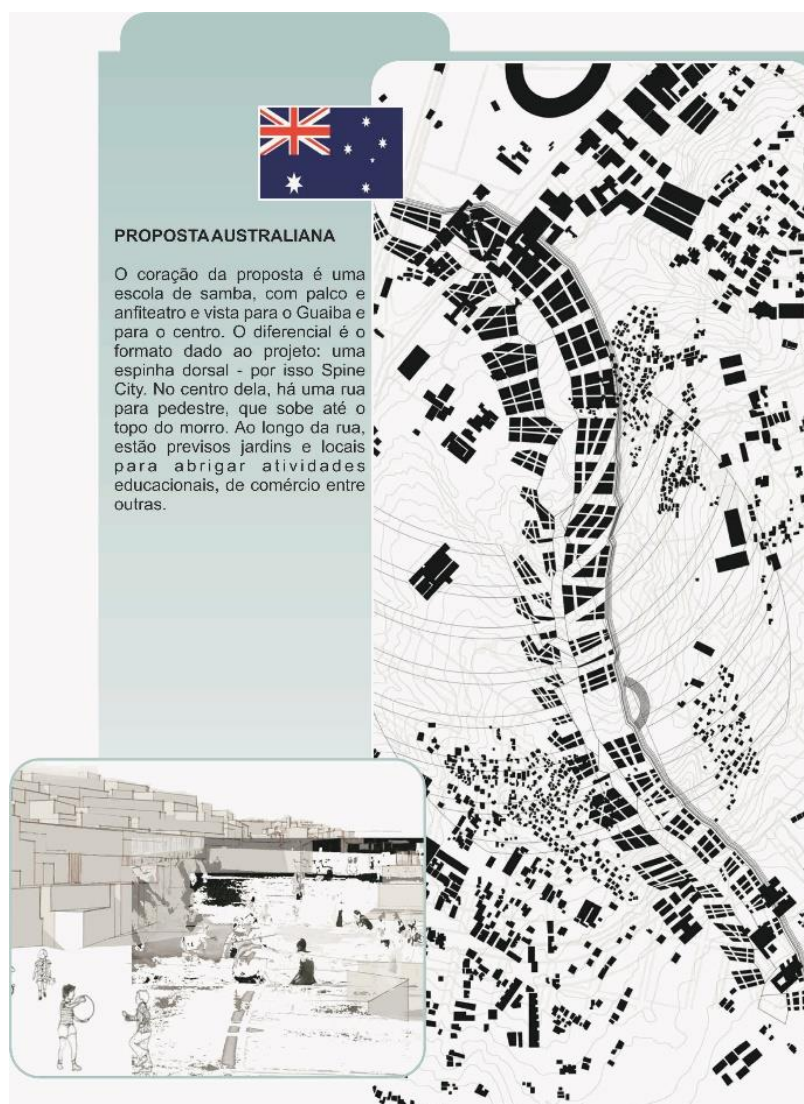 PROPOSTA AUSTRALIANA
O coração da proposta é uma
escola de samba, com palco e
anfiteatro e vista para o Guaiba e
para o centro. O diferencial é o
formato dado ao projeto: uma
espinha dorsal - por isso Spine
City. No centro dela, há uma rua
para pedestre, que sobe até o
topo do morro. Ao longo da rua,
estão previsos jardins e locais
para abrigar atividades
educacionais, de comércio entre
outras.